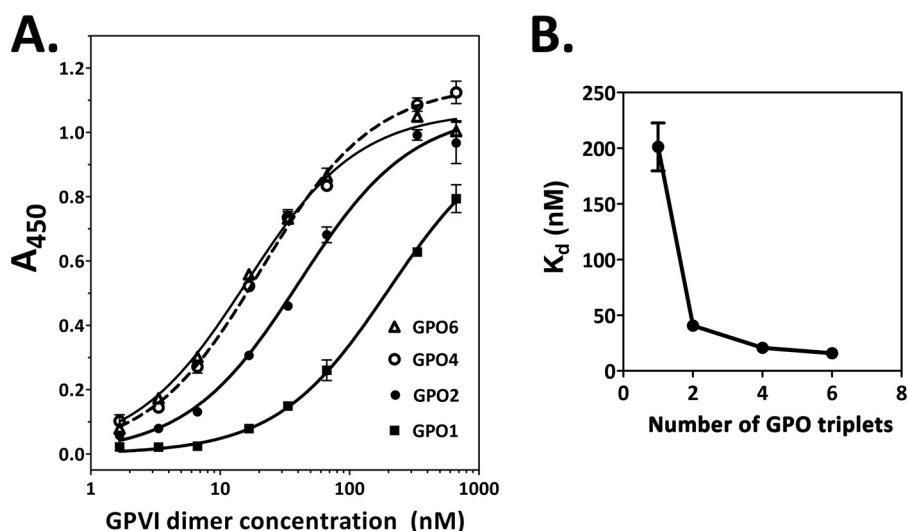 A.
1.2
1.0
0.8
0.6
0.4
0.2
0.0
A450
GPO6
GPO4
GPO2
GPO1
1 10 100 1000
GPVI dimer concentration (nM)
B.
250
200
150
100
50
0
Kd (nM)
0 2 4 6 8
Number of GPO triplets